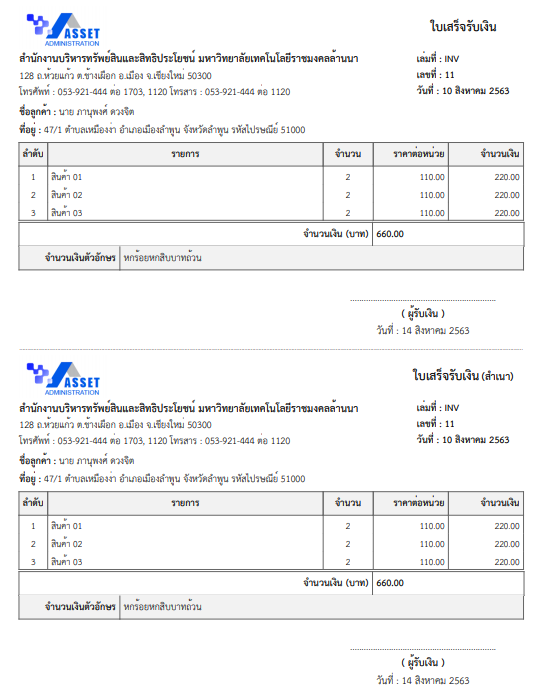 ASSET
ADMINISTRATION
ใบเสร็จรับเงิน
สำนักงานบริหารทรัพย์สินและสิทธิประโยชน์ มหาวิทยาลัยเทคโนโลยีราชมงคลล้านนา
เล่มที่ : INV
128 ถ.ห้วยแก้ว ต.ช้างเผือก อ.เมือง จ.เชียงใหม่ 50300
เลขที่ : 11
โทรศัพท์ : 053-921-444 ต่อ 1703, 1120 โทรสาร : 053-921-444 ต่อ 1120
วันที่ : 10 สิงหาคม 2563
ชื่อลูกค้า : นาย ภานุพงศ์ ดวงจิต
ที่อยู่ : 47/1 ตำบลเหมืองง่า อำเภอเมืองลำพูน จังหวัดลำพูน รหัสไปรษณีย์ 51000
ลำดับ รายการ จำนวน ราคาต่อหน่วย จำนวนเงิน
1 สินค้า 01 2 110.00 220.00
2 สินค้า 02 2 110.00 220.00
3 สินค้า 03 2 110.00 220.00
จำนวนเงิน (บาท) 660.00
จำนวนเงินตัวอักษร หกร้อยหกสิบบาทถ้วน
( ผู้รับเงิน )
วันที่ : 14 สิงหาคม 2563
ASSET
ADMINISTRATION
ใบเสร็จรับเงิน (สำเนา)
สำนักงานบริหารทรัพย์สินและสิทธิประโยชน์ มหาวิทยาลัยเทคโนโลยีราชมงคลล้านนา
เล่มที่ : INV
128 ถ.ห้วยแก้ว ต.ช้างเผือก อ.เมือง จ.เชียงใหม่ 50300
เลขที่ : 11
โทรศัพท์ : 053-921-444 ต่อ 1703, 1120 โทรสาร : 053-921-444 ต่อ 1120
วันที่ : 10 สิงหาคม 2563
ชื่อลูกค้า : นาย ภานุพงศ์ ดวงจิต
ที่อยู่ : 47/1 ตำบลเหมืองง่า อำเภอเมืองลำพูน จังหวัดลำพูน รหัสไปรษณีย์ 51000
ลำดับ รายการ จำนวน ราคาต่อหน่วย จำนวนเงิน
1 สินค้า 01 2 110.00 220.00
2 สินค้า 02 2 110.00 220.00
3 สินค้า 03 2 110.00 220.00
จำนวนเงิน (บาท) 660.00
จำนวนเงินตัวอักษร หกร้อยหกสิบบาทถ้วน
( ผู้รับเงิน )
วันที่ : 14 สิงหาคม 2563